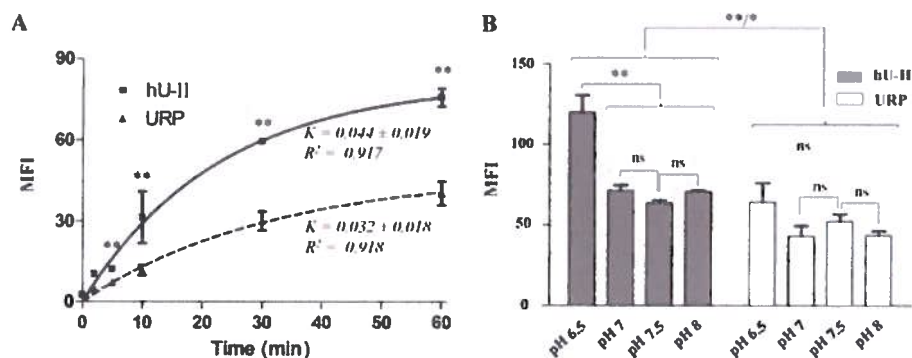 A
90
60
30
0
MFI
hU-II
URP
**
**
**
**
K = 0,044 ± 0,019
R² = 0,917
K = 0,032 ± 0,018
R² = 0,918
0
10
20
30
40
50
60
Time (min)
B
**/*
150
100
50
0
MFI
hU-II
URP
**
ns
ns
ns
ns
ns
pH 6.5
pH 7
pH 7.5
pH 8
pH 6.5
pH 7
pH 7.5
pH 8